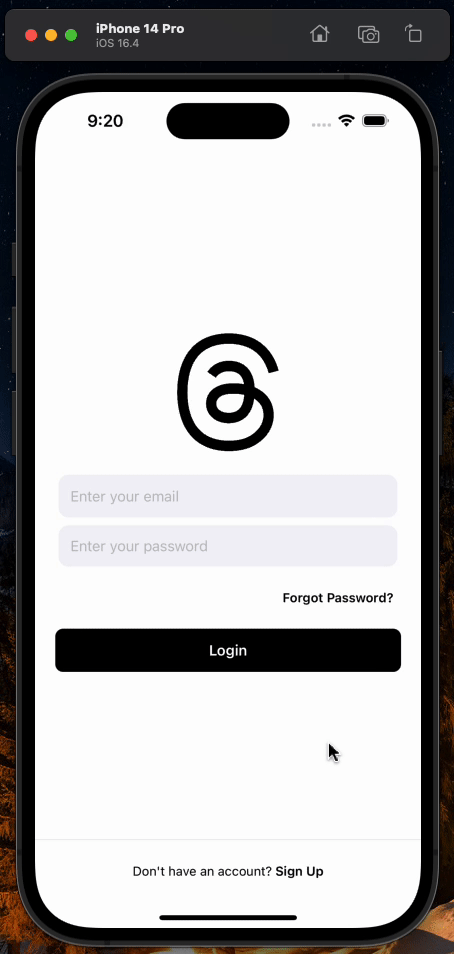 iPhone 14 Pro
iOS 16.4
9:20
Enter your email
Enter your password
Forgot Password?
Login
Don't have an account? Sign Up